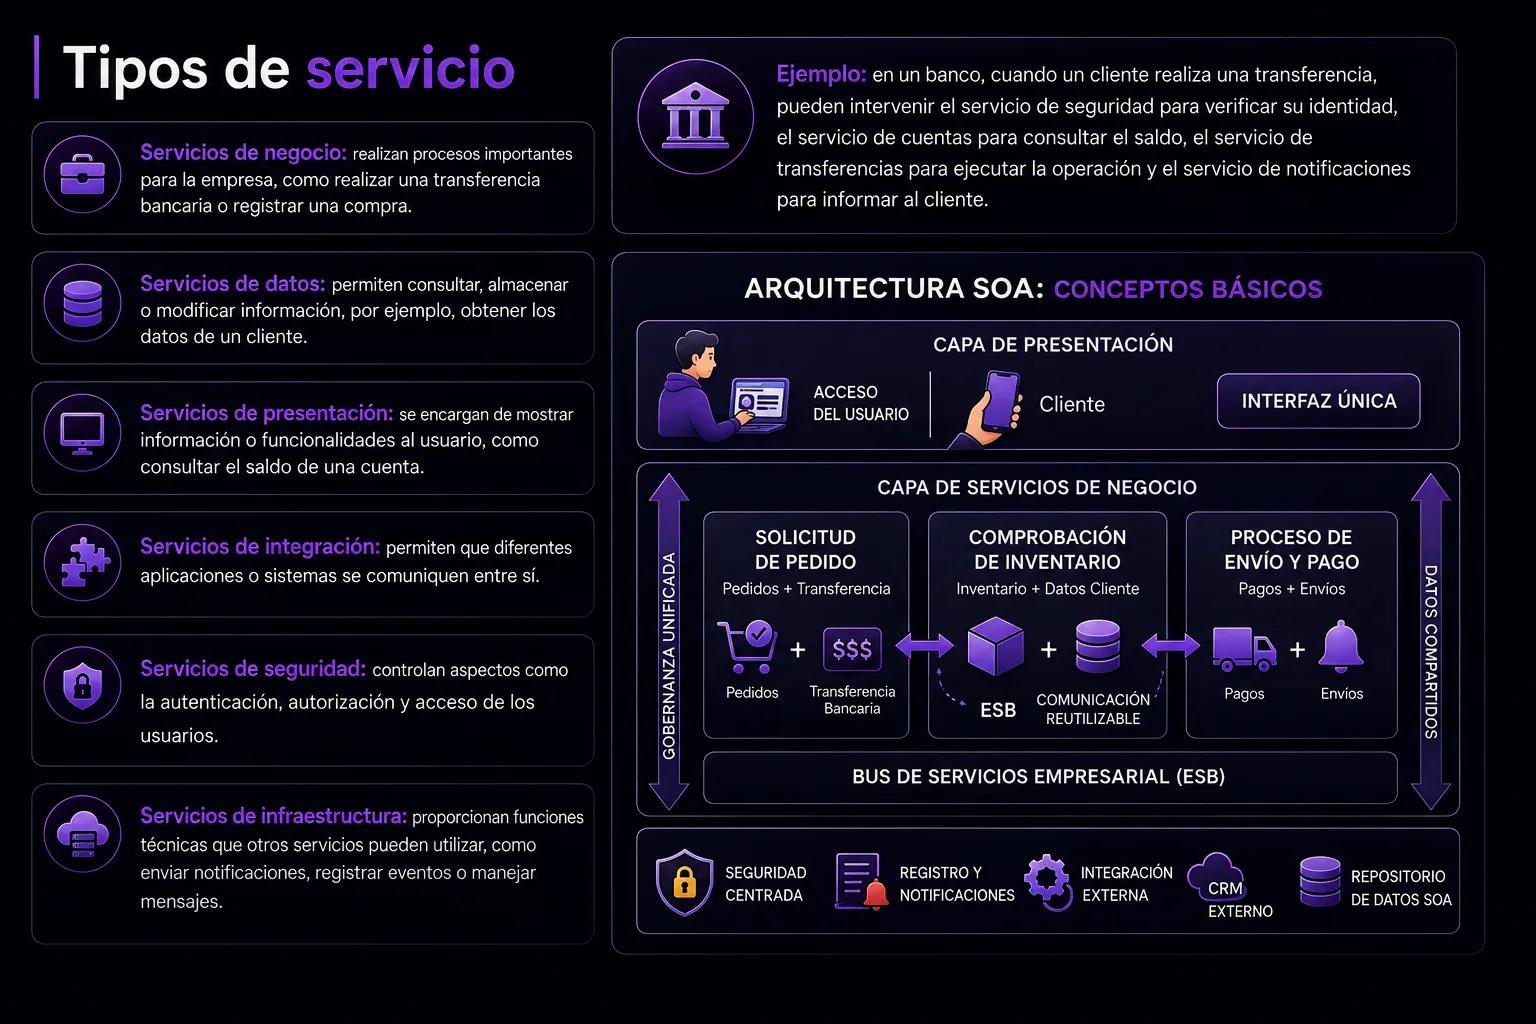 Tipos de servicio
Servicios de negocio: realizan procesos importantes
para la empresa, como realizar una transferencia
bancaria o registrar una compra.
Servicios de datos: permiten consultar, almacenar
o modificar información, por ejemplo, obtener los
datos de un cliente.
Servicios de presentación: se encargan de mostrar
información o funcionalidades al usuario, como
consultar el saldo de una cuenta.
Servicios de integración: permiten que diferentes
aplicaciones o sistemas se comuniquen entre sí.
Servicios de seguridad: controlan aspectos como
la autenticación, autorización y acceso de los
usuarios.
Servicios de infraestructura: proporcionan funciones
técnicas que otros servicios pueden utilizar, como
enviar notificaciones, registrar eventos o manejar
mensajes.
Ejemplo: en un banco, cuando un cliente realiza una transferencia,
pueden intervenir el servicio de seguridad para verificar su identidad,
el servicio de cuentas para consultar el saldo, el servicio de
transferencias para ejecutar la operación y el servicio de notificaciones
para informar al cliente.
ARQUITECTURA SOA: CONCEPTOS BÁSICOS
CAPA DE PRESENTACIÓN
ACCESO
DEL USUARIO
Cliente
INTERFAZ ÚNICA
CAPA DE SERVICIOS DE NEGOCIO
GOBERNANZA UNIFICADA
SOLICITUD
DE PEDIDO
Pedidos + Transferencia
+
$$$
Pedidos
Transferencia
Bancaria
COMPROBACIÓN
DE INVENTARIO
Inventario + Datos Cliente
+
ESB
COMUNICACIÓN
REUTILIZABLE
PROCESO DE
ENVÍO Y PAGO
Pagos + Envíos
+
Pagos
Envíos
DATOS COMPARTIDOS
BUS DE SERVICIOS EMPRESARIAL (ESB)
SEGURIDAD
CENTRADA
REGISTRO Y
NOTIFICACIONES
INTEGRACIÓN
EXTERNA
CRM
EXTERNO
REPOSITORIO
DE DATOS SOA